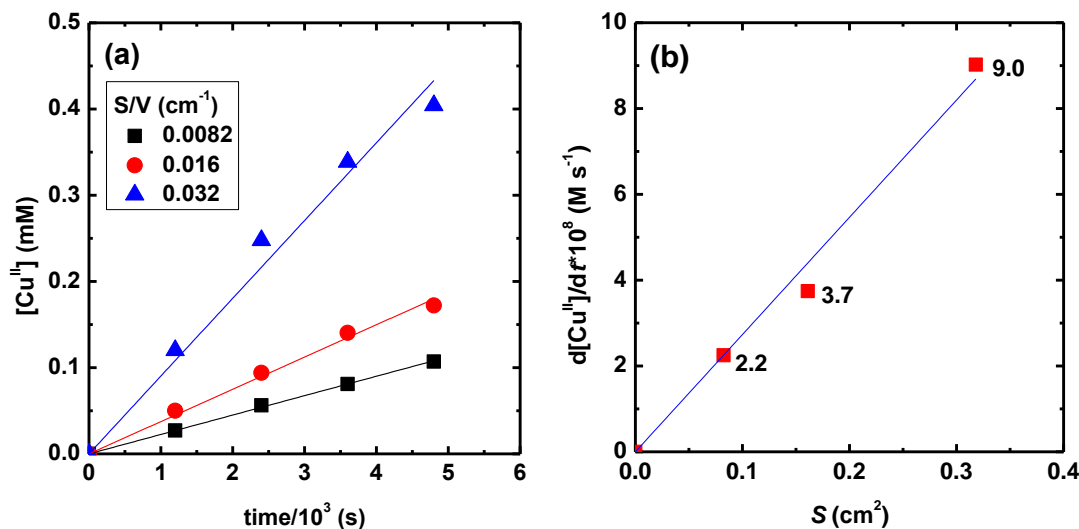 (a)
S/V (cm⁻¹)
0.0082
0.016
0.032
0.5
0.4
0.3
0.2
0.1
0.0
[Cuᴵᴵ] (mM)
0 1 2 3 4 5 6
time/10³ (s)
(b)
10
8
6
4
2
0
d[Cuᴵᴵ]/dt*10⁸ (M s⁻¹)
9.0
3.7
2.2
0.0 0.1 0.2 0.3 0.4
S (cm²)